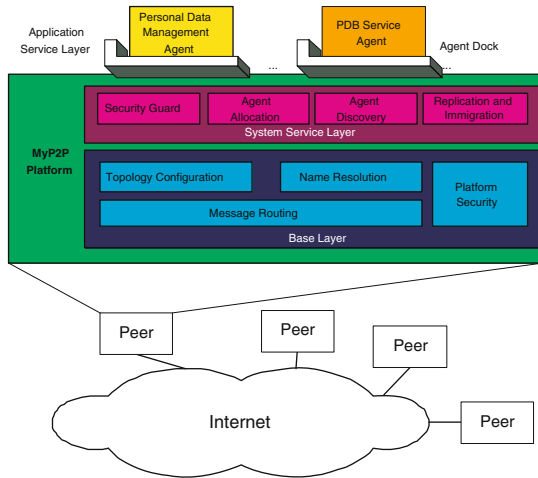 Application
Service Layer
Personal Data
Management
Agent
PDB Service
Agent
Agent Dock
...
...
MyP2P
Platform
Security Guard
Agent
Allocation
Agent
Discovery
Replication and
Immigration
System Service Layer
Topology Configuration
Name Resolution
Platform
Security
Message Routing
Base Layer
Peer
Peer
Peer
Peer
Internet